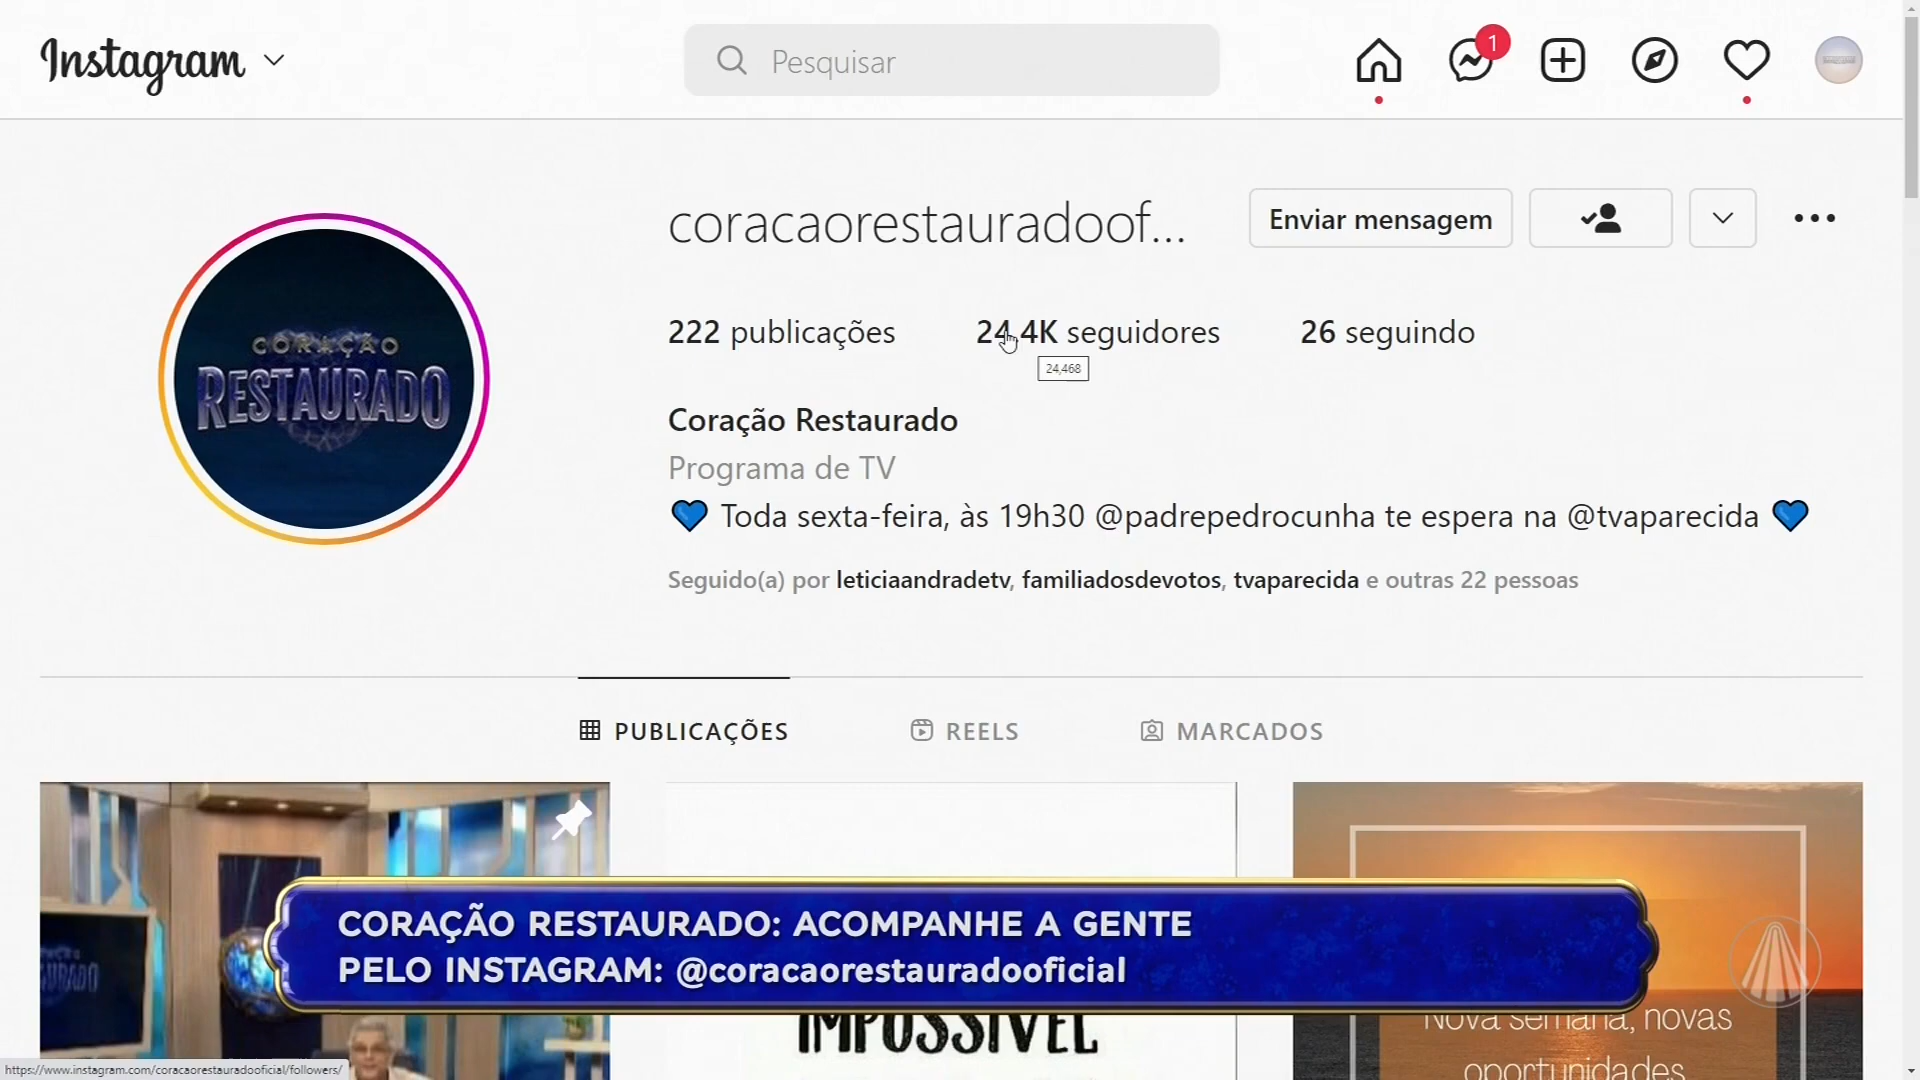 Instagram
Pesquisar
1
coracaorestauradoof...
Enviar mensagem
222 publicações
24.4K seguidores
26 seguindo
24,468
CORAÇÃO
RESTAURADO
Coração Restaurado
Programa de TV
💙 Toda sexta-feira, às 19h30 @padrepedrocunha te espera na @tvaparecida 💙
Seguido(a) por leticiaandradetv, familiadosdevotos, tvaparecida e outras 22 pessoas
PUBLICAÇÕES
REELS
MARCADOS
CORAÇÃO RESTAURADO: ACOMPANHE A GENTE
PELO INSTAGRAM: @coracaorestauradooficial
IMPOSSÍVEL
Nova semana, novas
oportunidades
https://www.instagram.com/coracaorestauradooficial/followers/